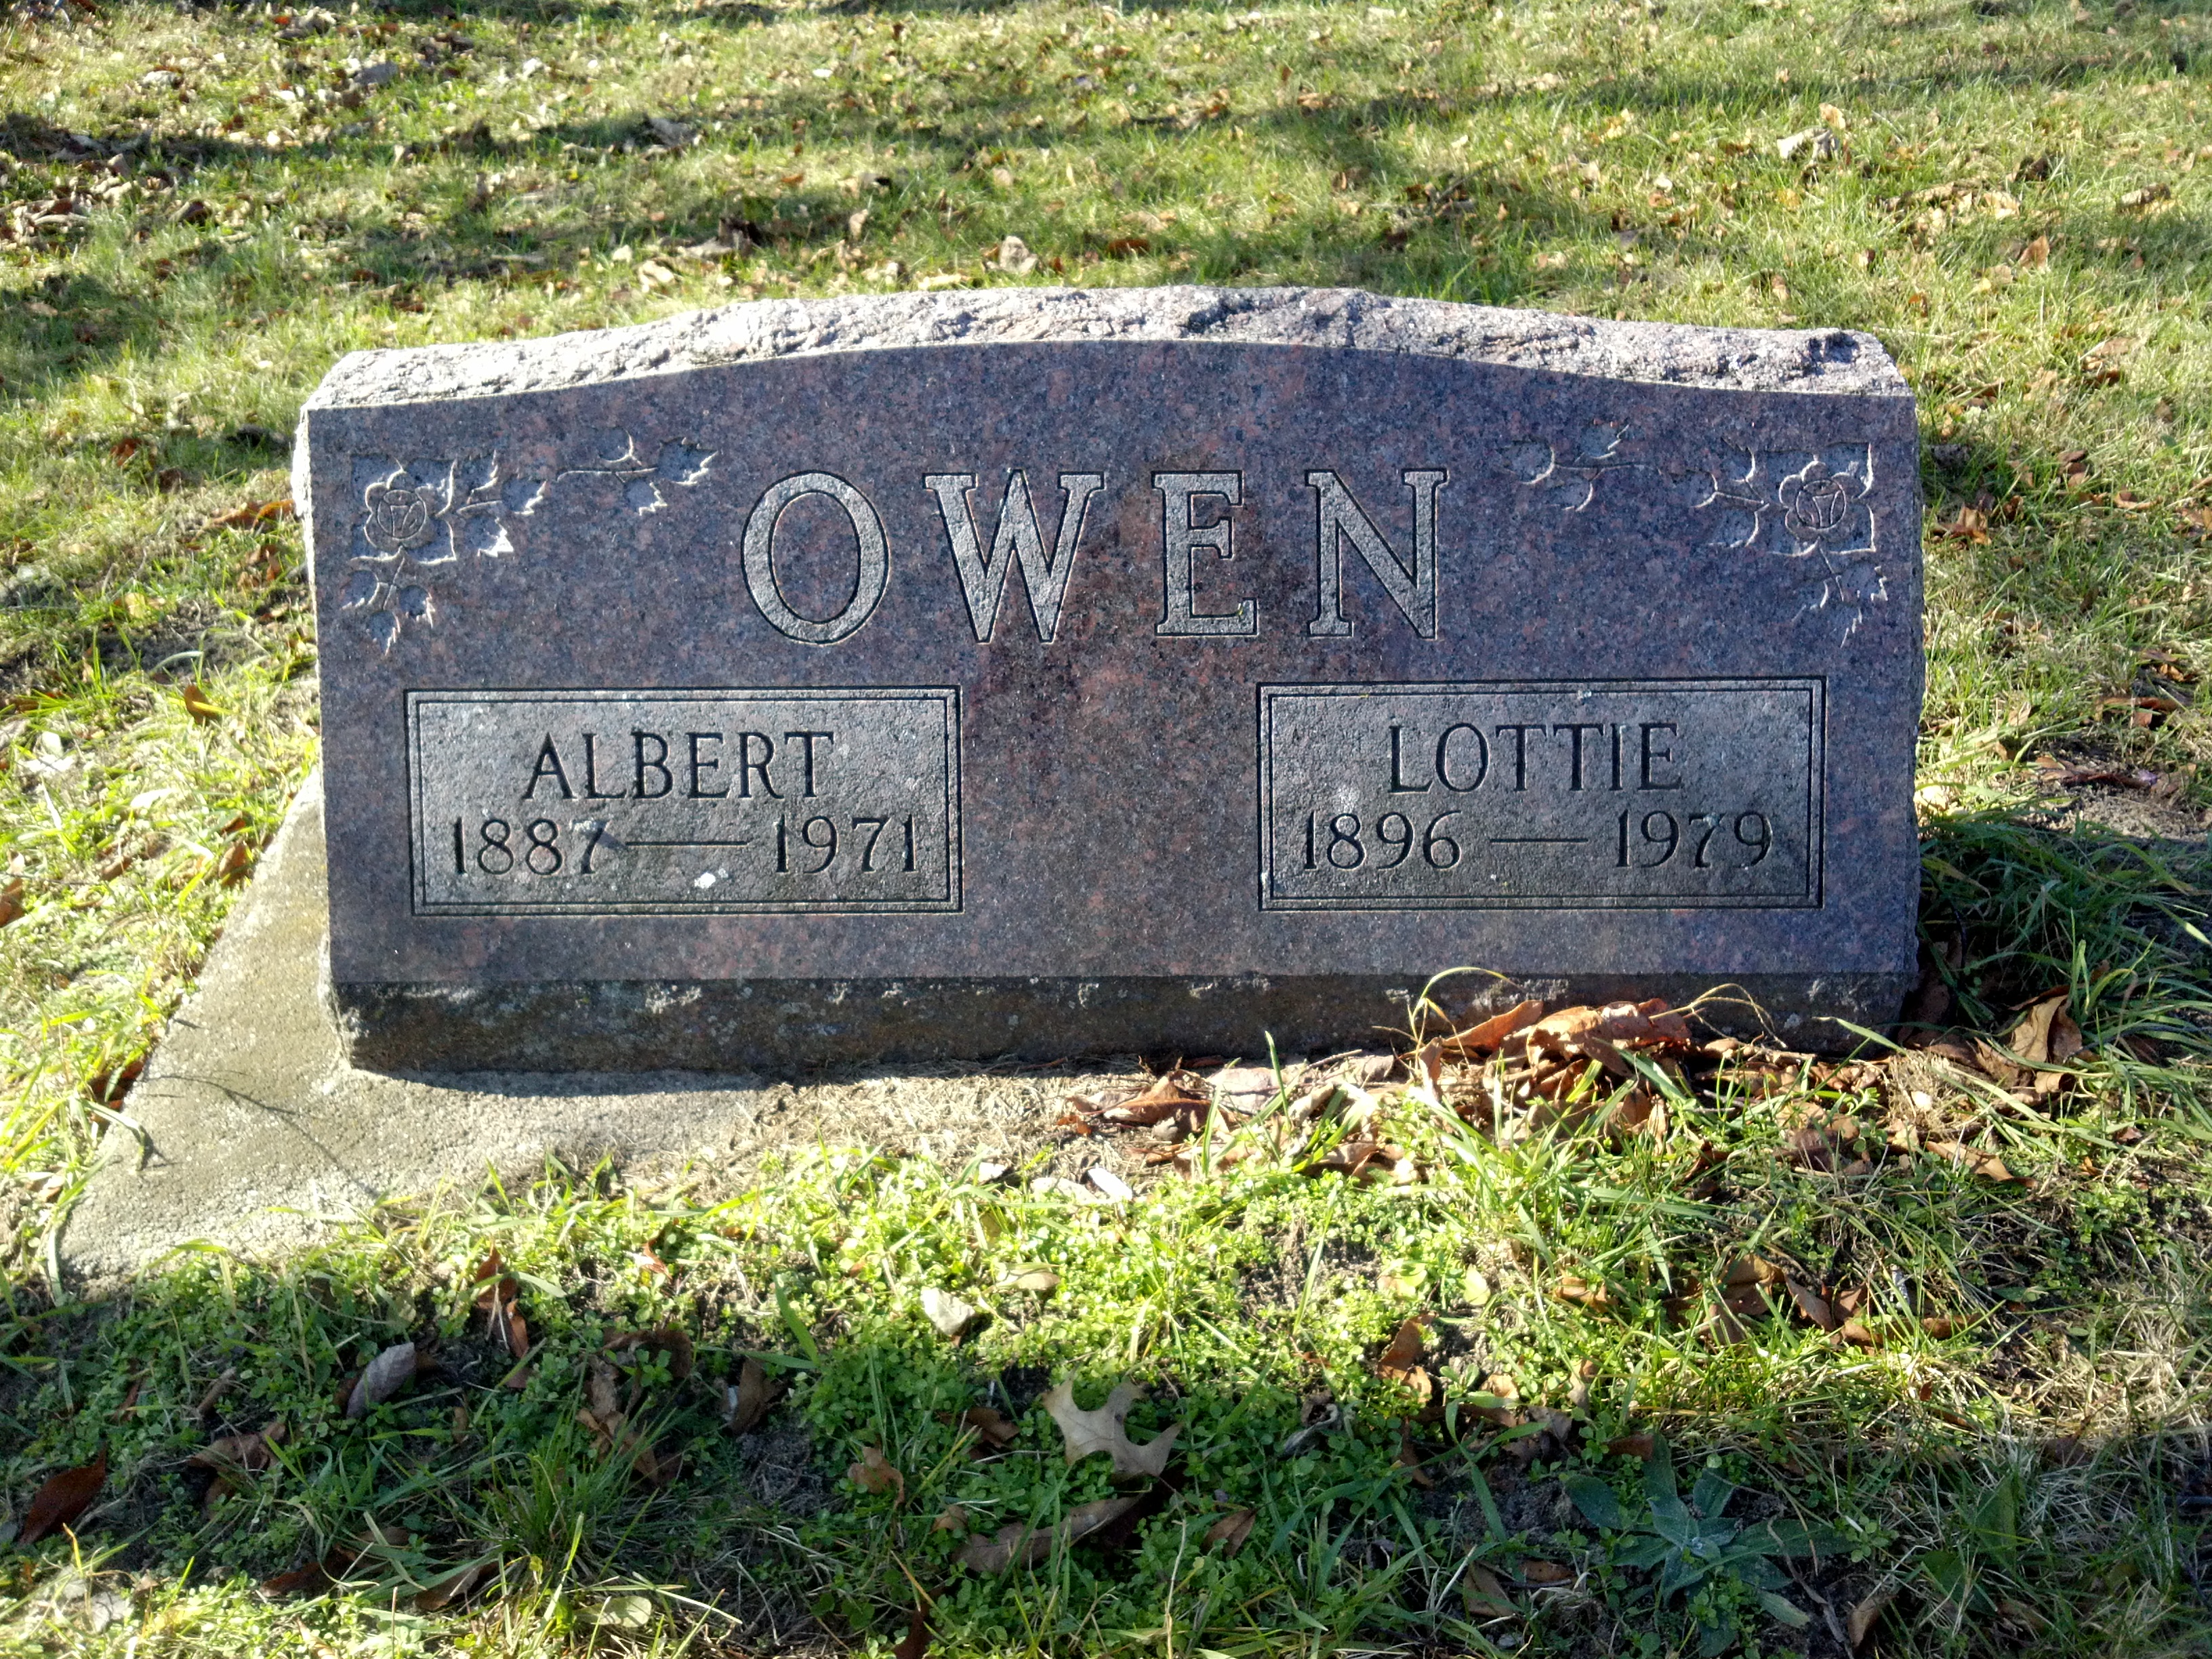 OWEN
ALBERT
1887 — 1971
LOTTIE
1896 — 1979